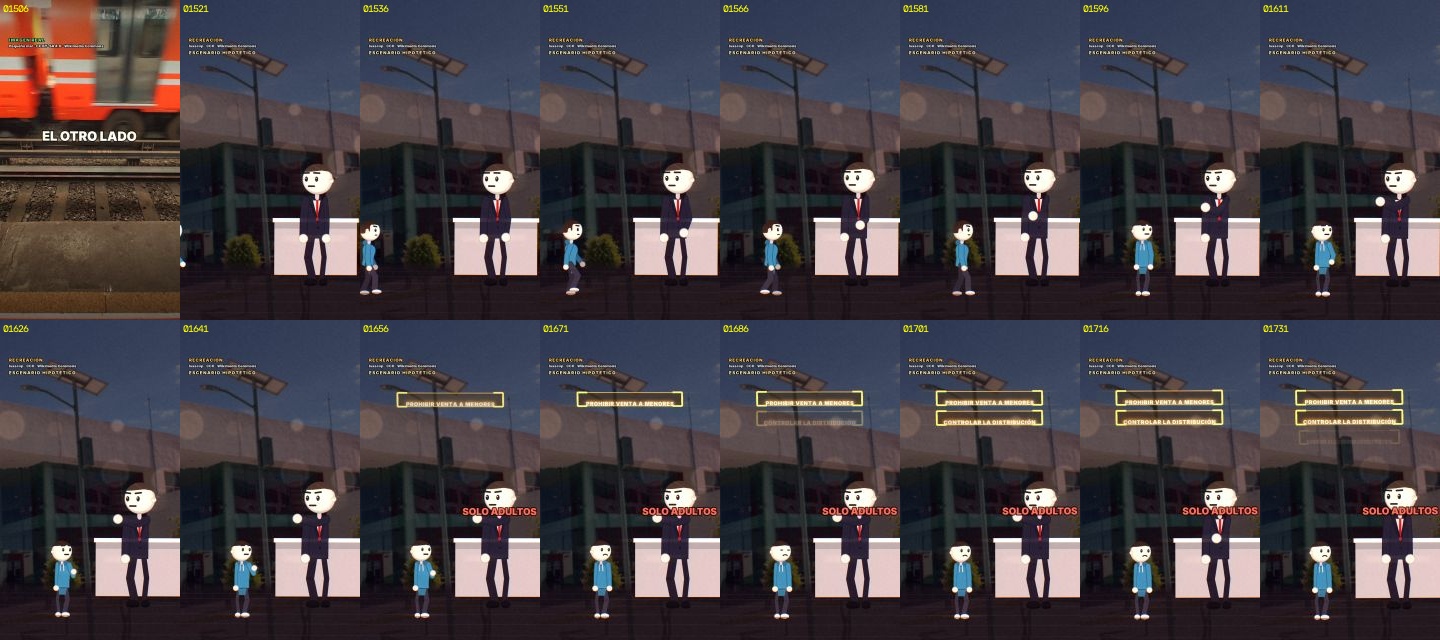 01506
IMAGEN REAL
EL OTRO LADO
01521
RECREACIÓN
ESCENARIO HIPOTÉTICO
01536
RECREACIÓN
ESCENARIO HIPOTÉTICO
01551
RECREACIÓN
ESCENARIO HIPOTÉTICO
01566
RECREACIÓN
ESCENARIO HIPOTÉTICO
01581
RECREACIÓN
ESCENARIO HIPOTÉTICO
01596
RECREACIÓN
ESCENARIO HIPOTÉTICO
01611
RECREACIÓN
ESCENARIO HIPOTÉTICO
01626
RECREACIÓN
ESCENARIO HIPOTÉTICO
01641
RECREACIÓN
ESCENARIO HIPOTÉTICO
01656
RECREACIÓN
ESCENARIO HIPOTÉTICO
PROHIBIR VENTA A MENORES
SOLO ADULTOS
01671
RECREACIÓN
ESCENARIO HIPOTÉTICO
PROHIBIR VENTA A MENORES
SOLO ADULTOS
01686
RECREACIÓN
ESCENARIO HIPOTÉTICO
PROHIBIR VENTA A MENORES
CONTROLAR LA DISTRIBUCIÓN
SOLO ADULTOS
01701
RECREACIÓN
ESCENARIO HIPOTÉTICO
PROHIBIR VENTA A MENORES
CONTROLAR LA DISTRIBUCIÓN
SOLO ADULTOS
01716
RECREACIÓN
ESCENARIO HIPOTÉTICO
PROHIBIR VENTA A MENORES
CONTROLAR LA DISTRIBUCIÓN
SOLO ADULTOS
01731
RECREACIÓN
ESCENARIO HIPOTÉTICO
PROHIBIR VENTA A MENORES
CONTROLAR LA DISTRIBUCIÓN
SOLO ADULTOS